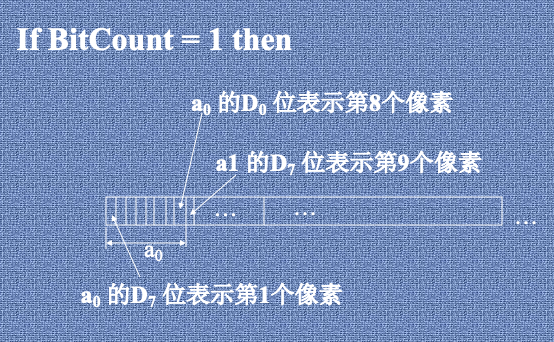 If BitCount = 1 then
a₀ 的D₀ 位表示第8个像素
a1 的D₇ 位表示第9个像素
… … …
a₀
a₀ 的D₇ 位表示第1个像素